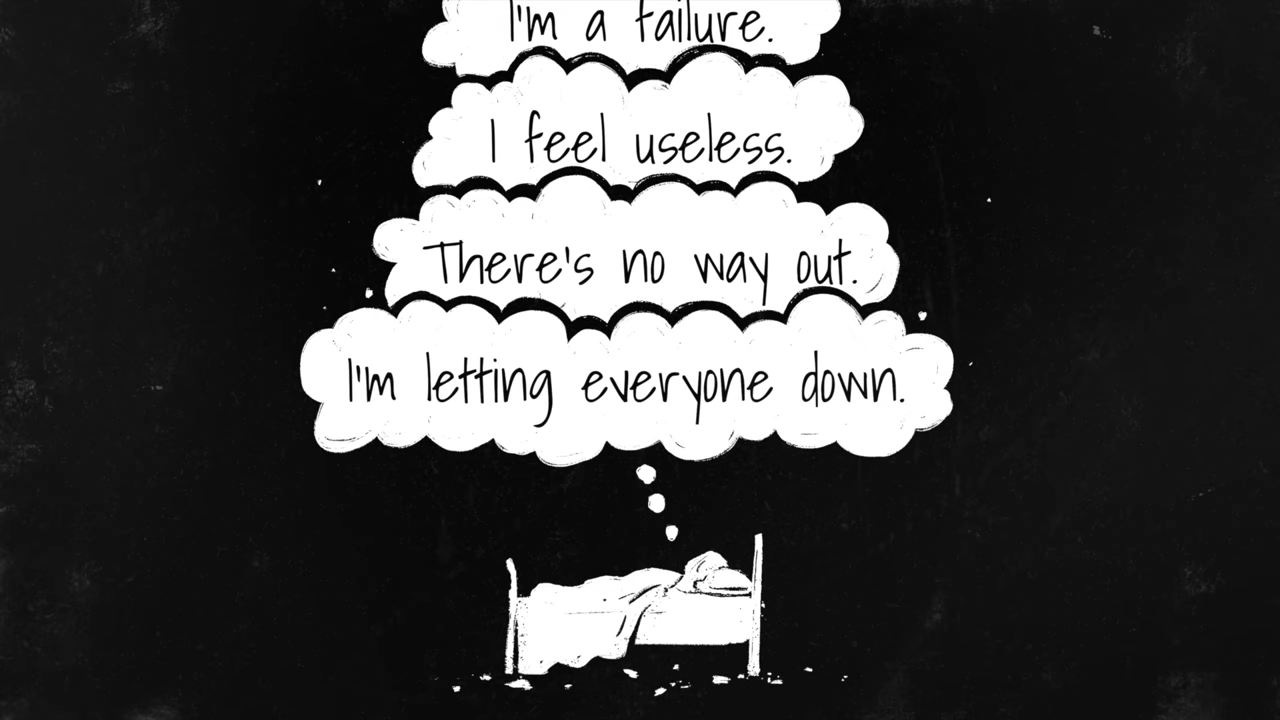 I'm a failure.
I feel useless.
There's no way out.
I'm letting everyone down.